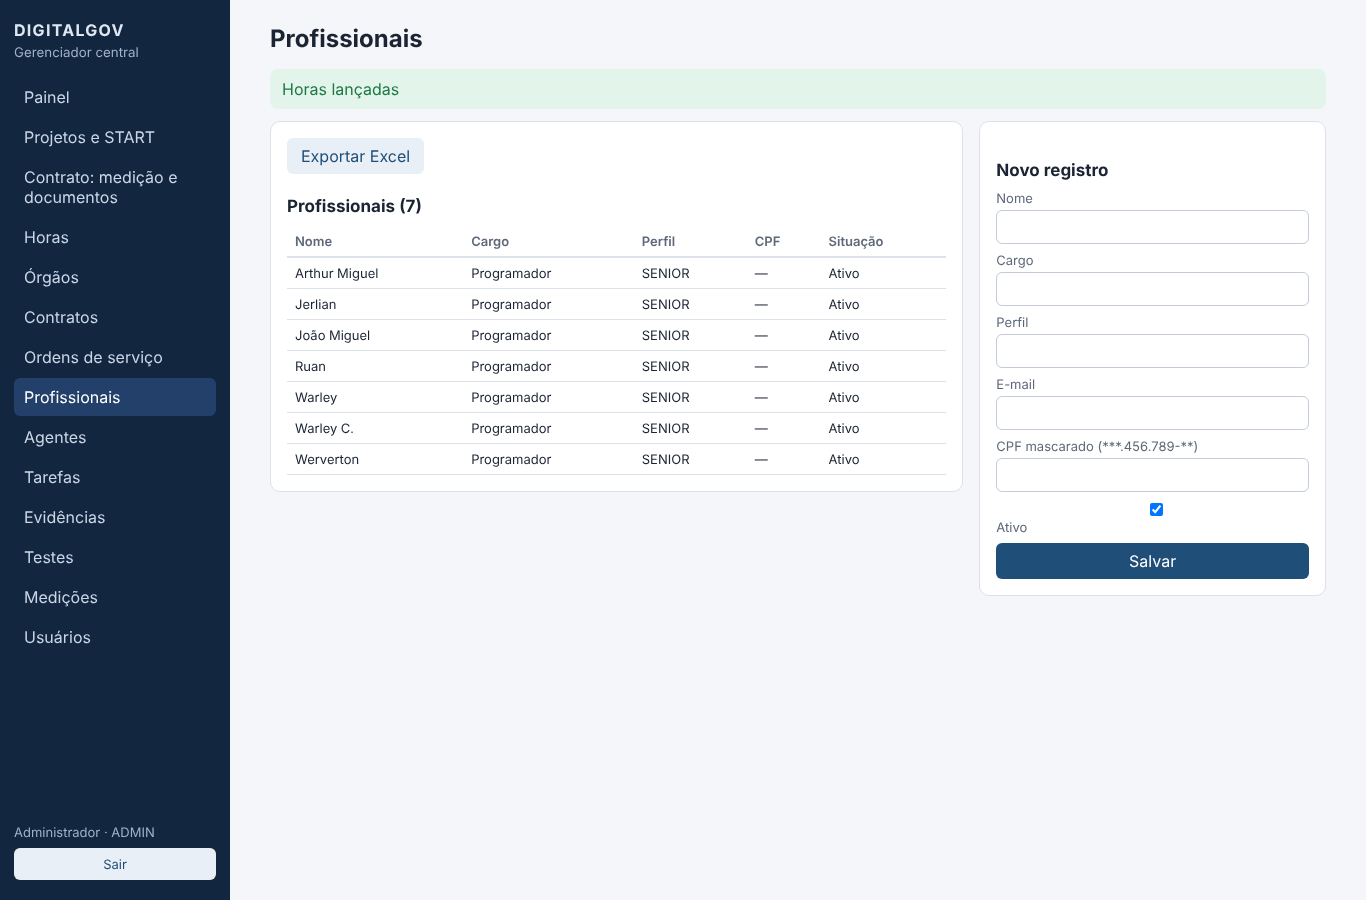 DIGITALGOV
Gerenciador central
Painel
Projetos e START
Contrato: medição e
documentos
Horas
Órgãos
Contratos
Ordens de serviço
Profissionais
Agentes
Tarefas
Evidências
Testes
Medições
Usuários
Administrador · ADMIN
Sair
Profissionais
Horas lançadas
Exportar Excel
Profissionais (7)
Nome Cargo Perfil CPF Situação
Arthur Miguel Programador SENIOR — Ativo
Jerlian Programador SENIOR — Ativo
João Miguel Programador SENIOR — Ativo
Ruan Programador SENIOR — Ativo
Warley Programador SENIOR — Ativo
Warley C. Programador SENIOR — Ativo
Werverton Programador SENIOR — Ativo
Novo registro
Nome
Cargo
Perfil
E-mail
CPF mascarado (***.456.789-**)
Ativo
Salvar